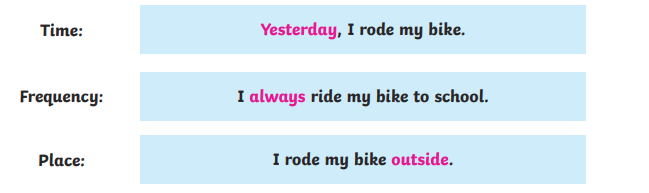 Time: Yesterday, I rode my bike.
Frequency: I always ride my bike to school.
Place: I rode my bike outside.